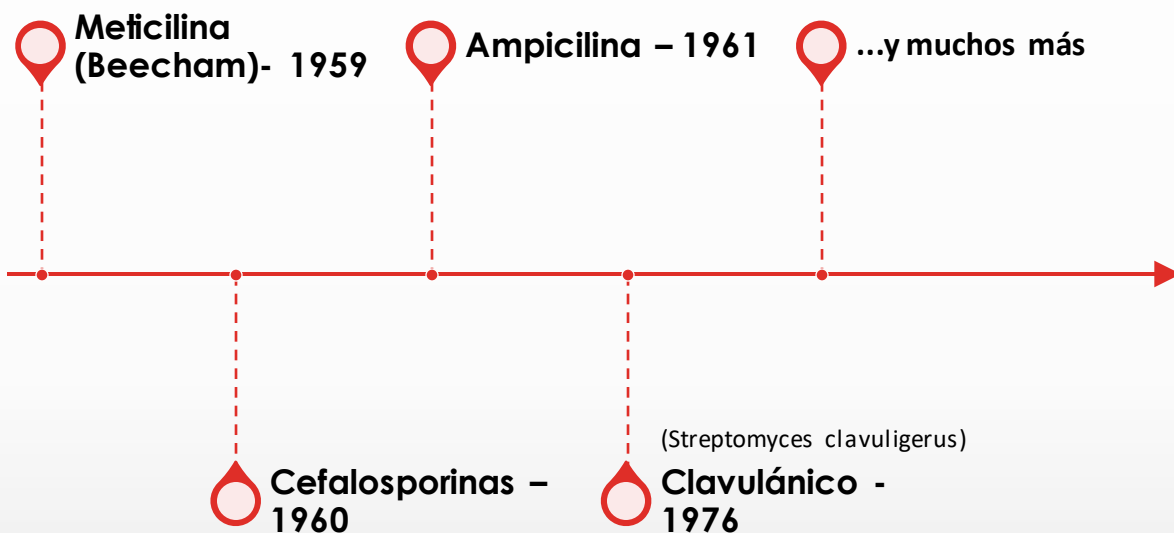 Meticilina
(Beecham)- 1959
Ampicilina – 1961
...y muchos más
Cefalosporinas –
1960
(Streptomyces clavuligerus)
Clavulánico -
1976